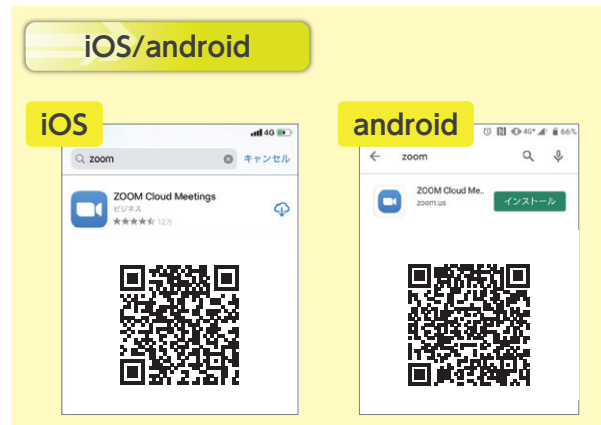 iOS/android
iOS
4G
zoom
キャンセル
ZOOM Cloud Meetings
ビジネス
12万
android
4G+ 66%
zoom
ZOOM Cloud Me..
zoom.us
インストール